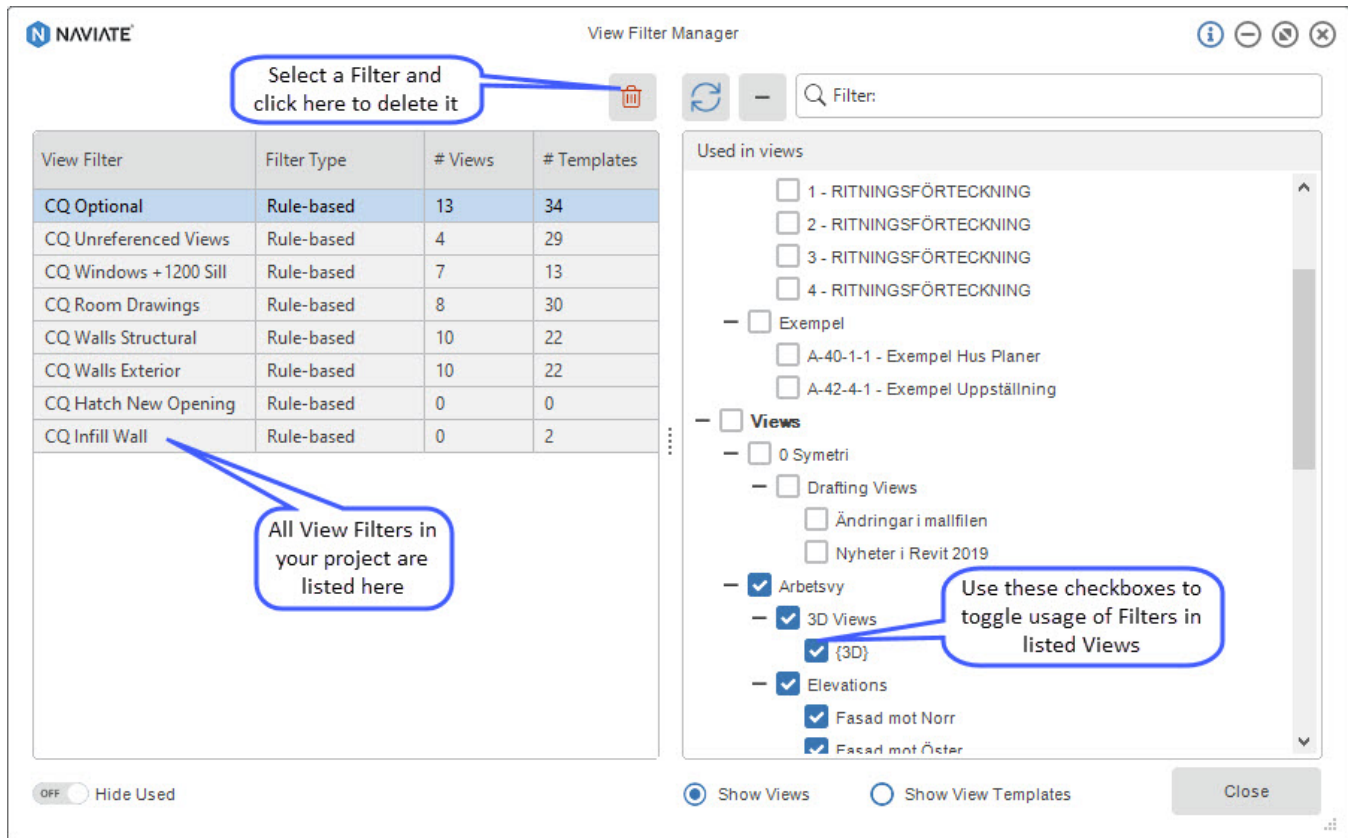 NAVIATE
View Filter Manager
Select a Filter and
click here to delete it
Filter:
View Filter Filter Type # Views # Templates
CQ Optional Rule-based 13 34
CQ Unreferenced Views Rule-based 4 29
CQ Windows +1200 Sill Rule-based 7 13
CQ Room Drawings Rule-based 8 30
CQ Walls Structural Rule-based 10 22
CQ Walls Exterior Rule-based 10 22
CQ Hatch New Opening Rule-based 0 0
CQ Infill Wall Rule-based 0 2
All View Filters in
your project are
listed here
Used in views
1 - RITNINGSFÖRTECKNING
2 - RITNINGSFÖRTECKNING
3 - RITNINGSFÖRTECKNING
4 - RITNINGSFÖRTECKNING
Exempel
A-40-1-1 - Exempel Hus Planer
A-42-4-1 - Exempel Uppställning
Views
0 Symetri
Drafting Views
Ändringar i mallfilen
Nyheter i Revit 2019
Arbetsvy
3D Views
{3D}
Elevations
Fasad mot Norr
Fasad mot Öster
Use these checkboxes to
toggle usage of Filters in
listed Views
OFF Hide Used
Show Views
Show View Templates
Close